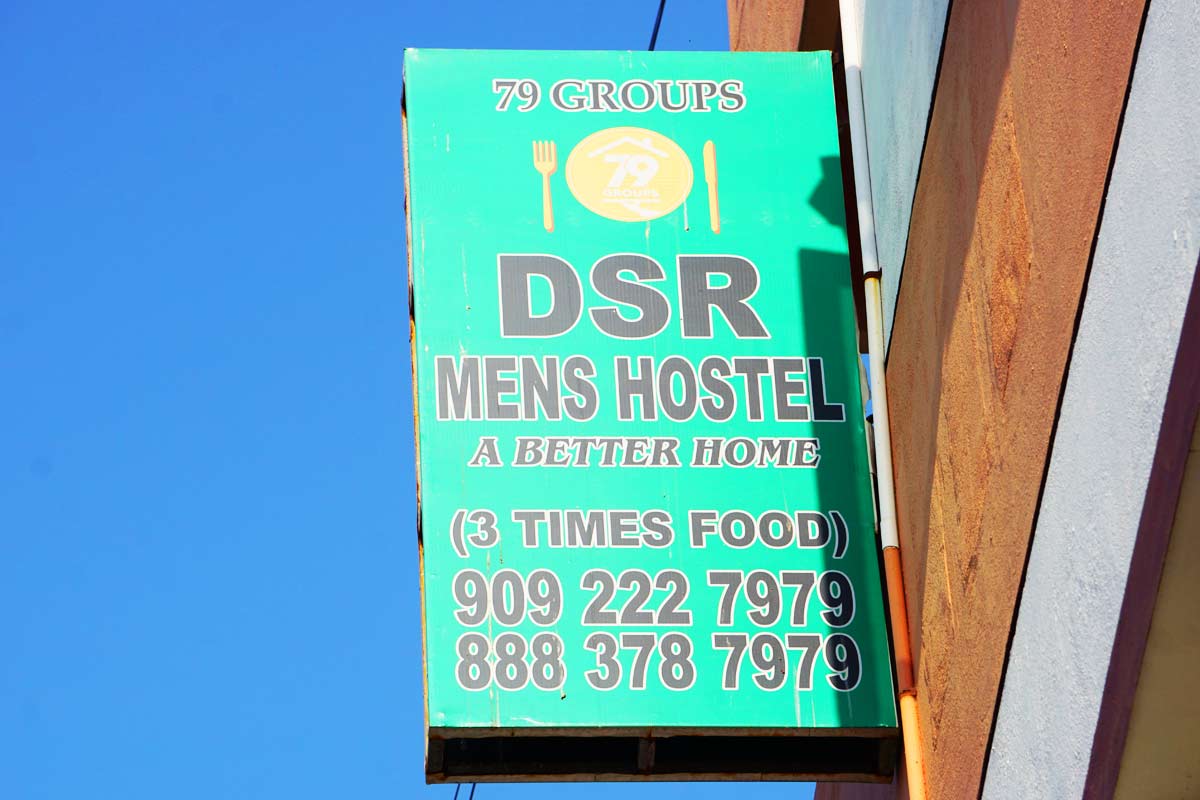 79 GROUPS
79
GROUPS
DSR
MENS HOSTEL
A BETTER HOME
(3 TIMES FOOD)
909 222 7979
888 378 7979